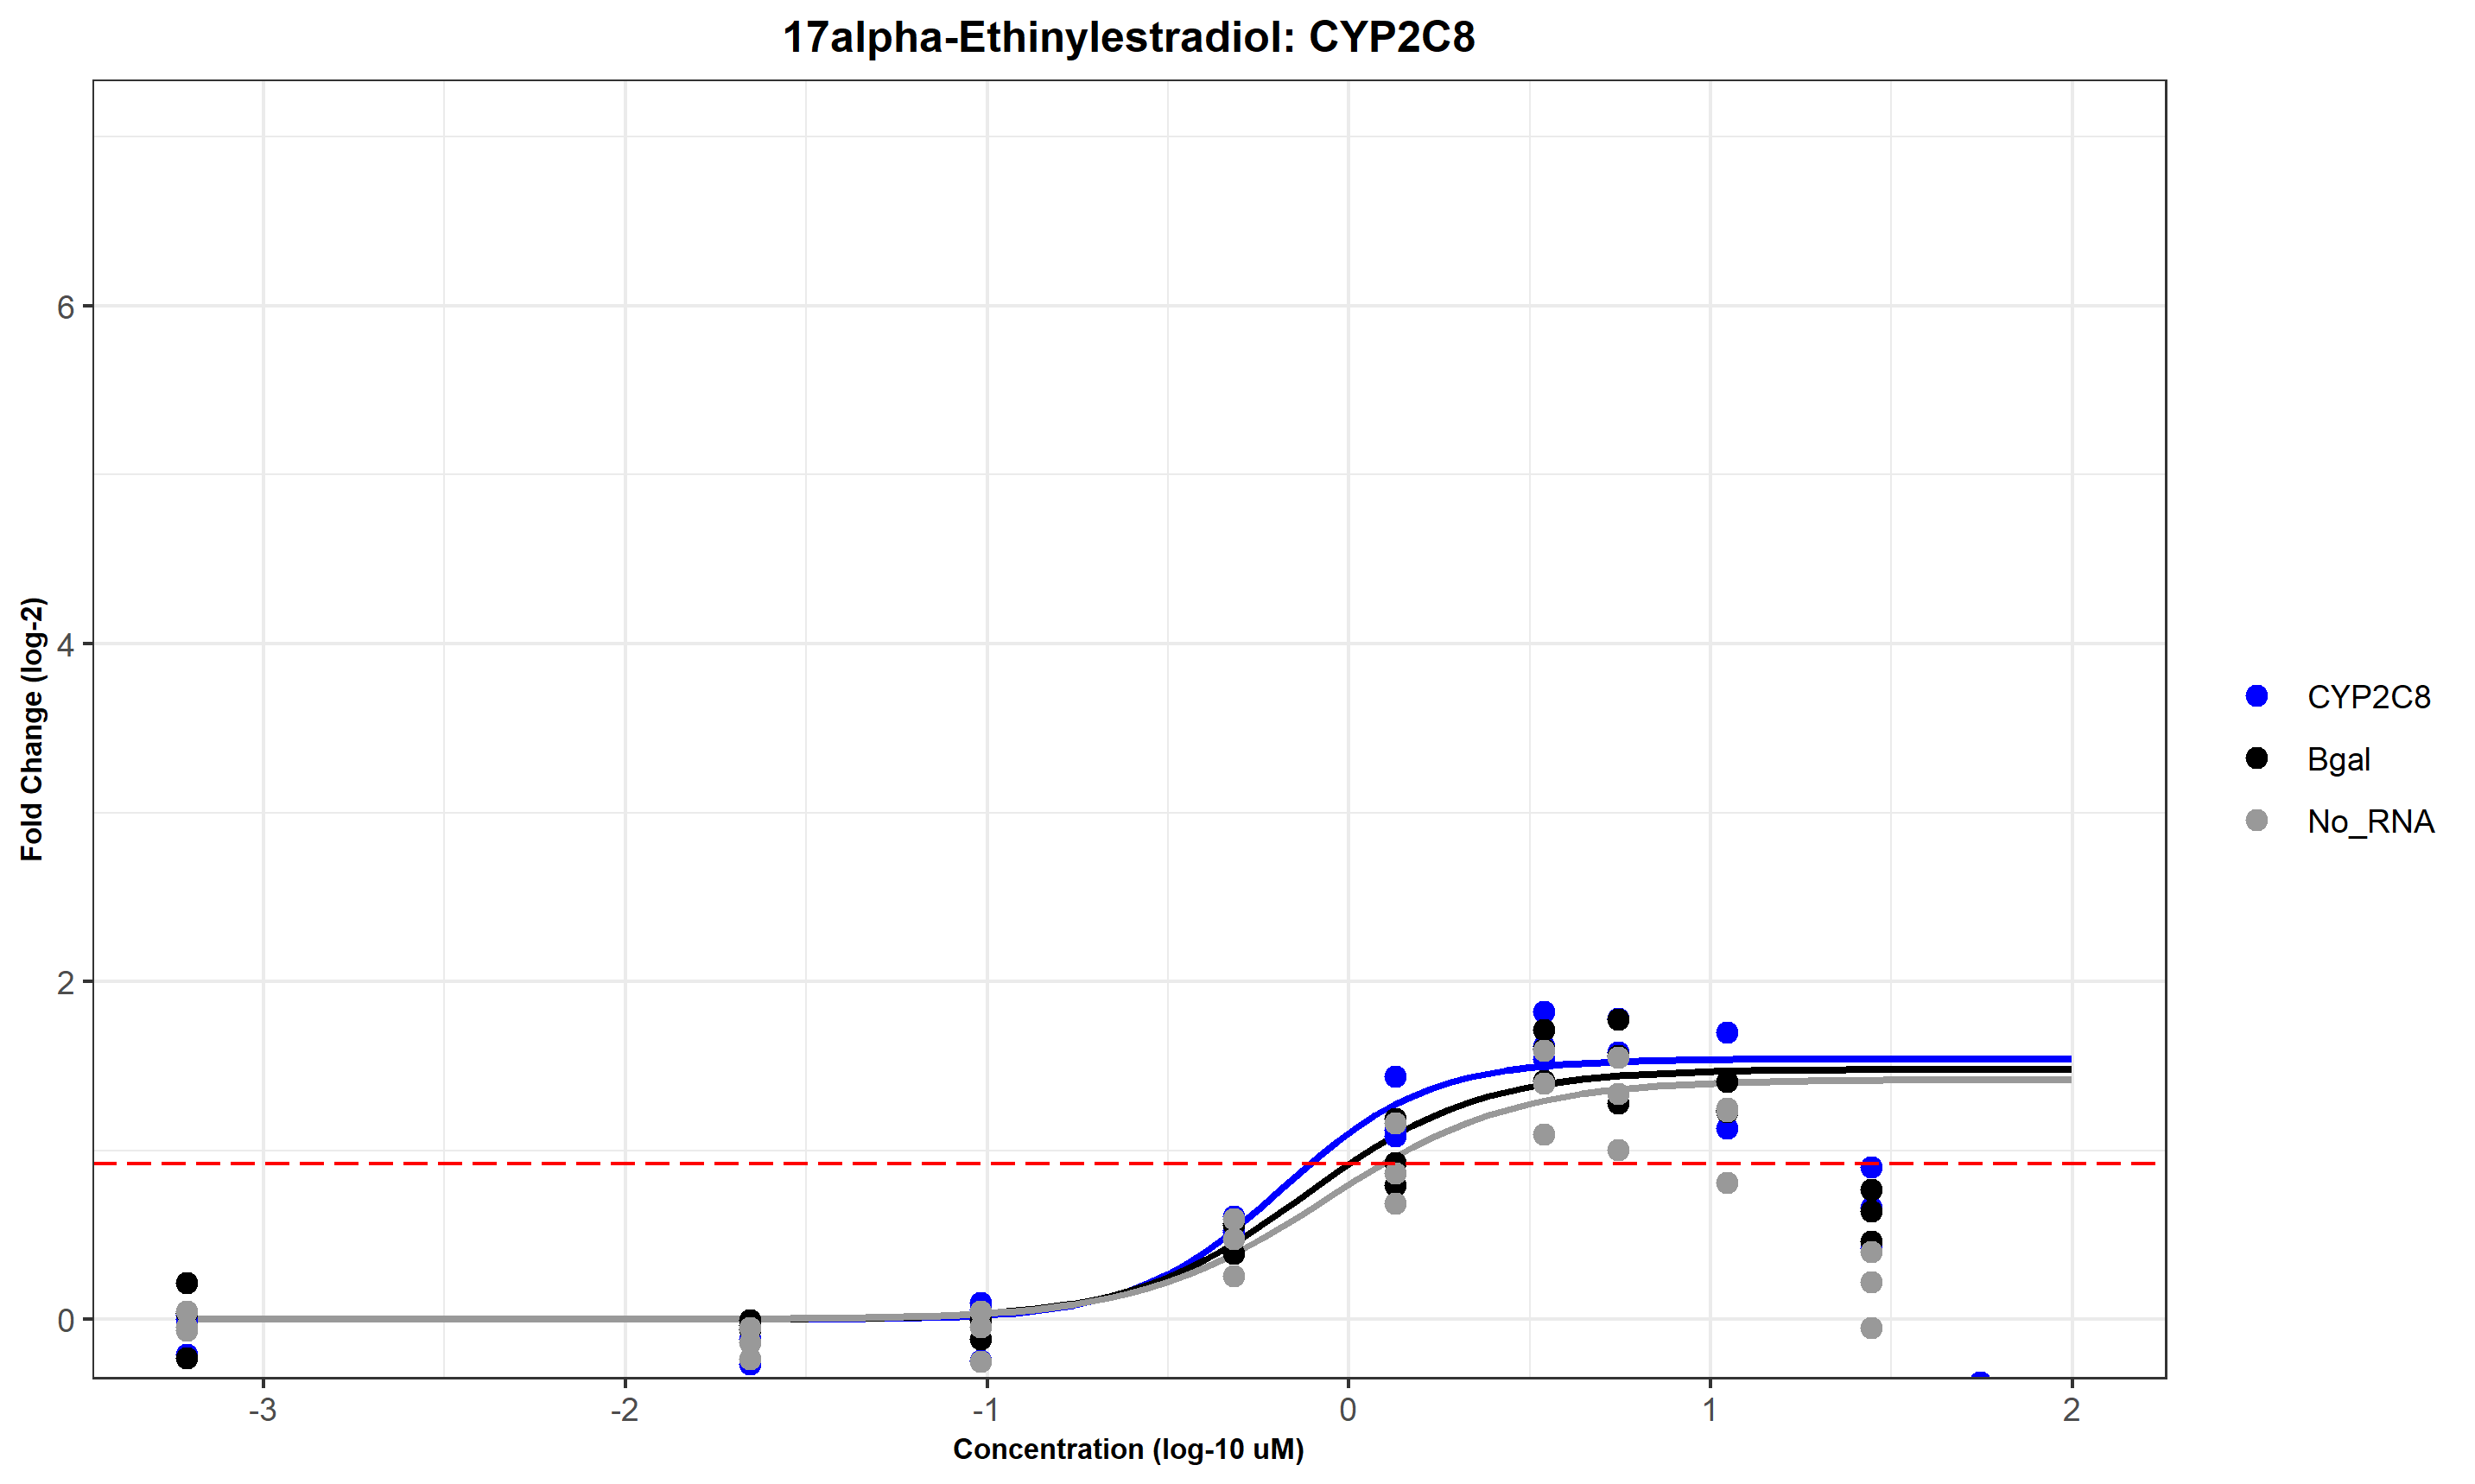 17alpha-Ethinylestradiol: CYP2C8
Fold Change (log-2)
6
4
2
0
-3
-2
-1
0
1
2
Concentration (log-10 uM)
CYP2C8
Bgal
No_RNA